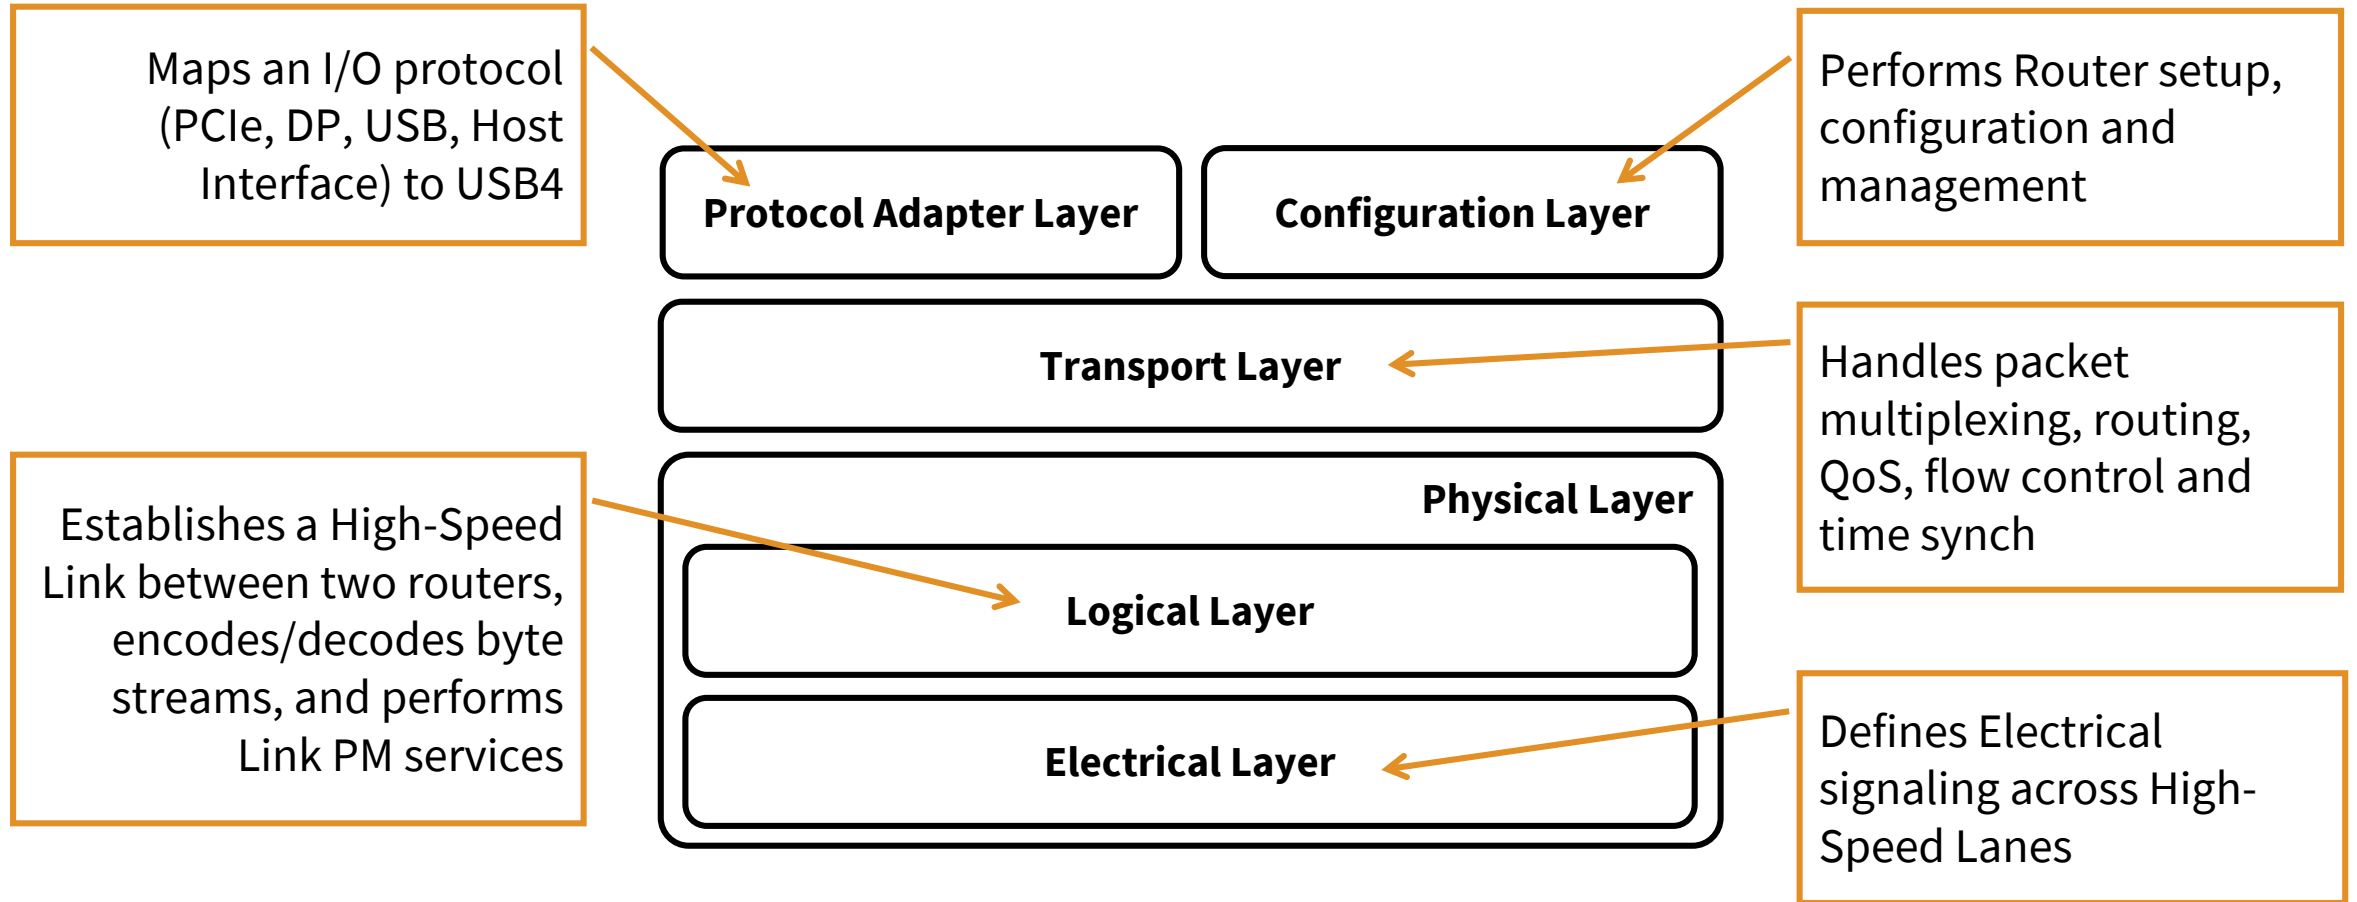 Maps an I/O protocol
(PCIe, DP, USB, Host
Interface) to USB4
Performs Router setup,
configuration and
management
Protocol Adapter Layer
Configuration Layer
Transport Layer
Handles packet
multiplexing, routing,
QoS, flow control and
time synch
Physical Layer
Establishes a High-Speed
Link between two routers,
encodes/decodes byte
streams, and performs
Link PM services
Logical Layer
Electrical Layer
Defines Electrical
signaling across High-
Speed Lanes